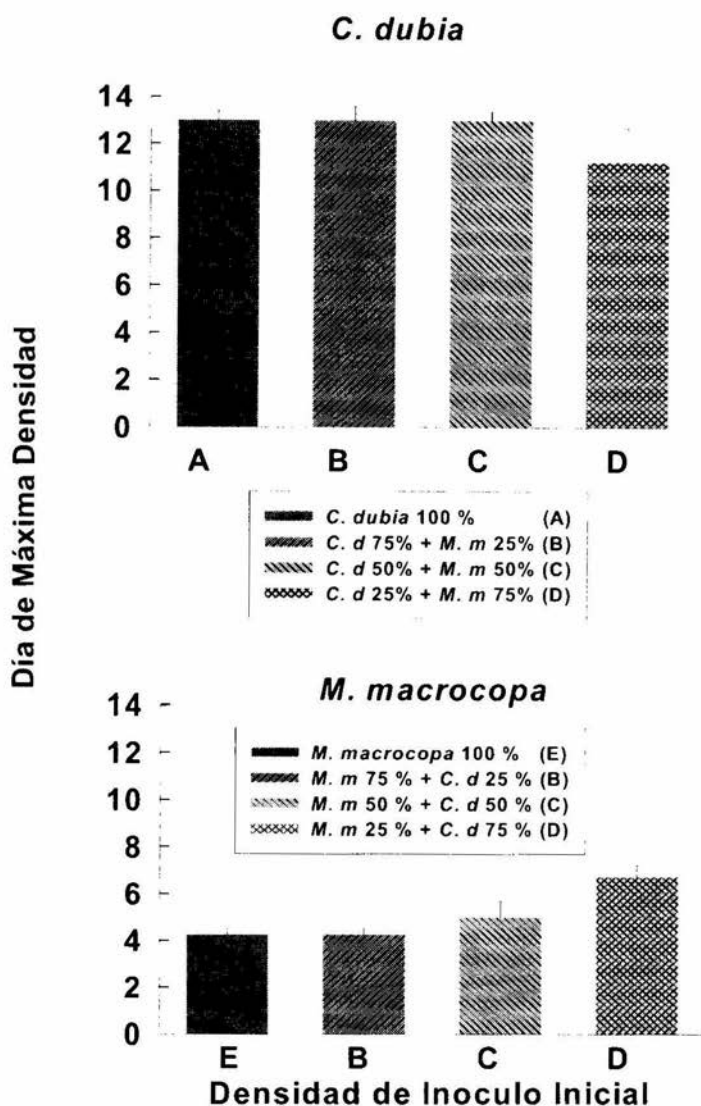 C. dubia
14
12
10
8
6
4
2
0
A B C D
C. dubia 100 % (A)
C. d 75% + M. m 25% (B)
C. d 50% + M. m 50% (C)
C. d 25% + M. m 75% (D)
Día de Máxima Densidad
M. macrocopa
14
12
10
8
6
4
2
0
M. macrocopa 100 % (E)
M. m 75 % + C. d 25 % (B)
M. m 50 % + C. d 50 % (C)
M. m 25 % + C. d 75 % (D)
E B C D
Densidad de Inoculo Inicial